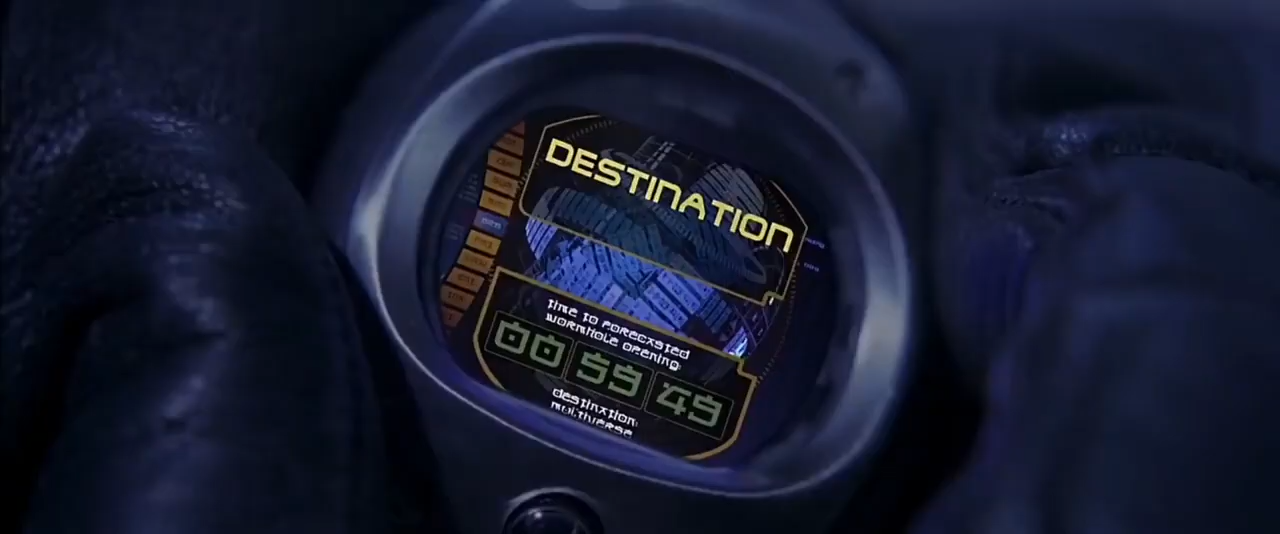 DESTINATION
TIME TO FORECASTED
WORMHOLE OPENING:
00 59 49
DESTINATION:
MULTIVERSE